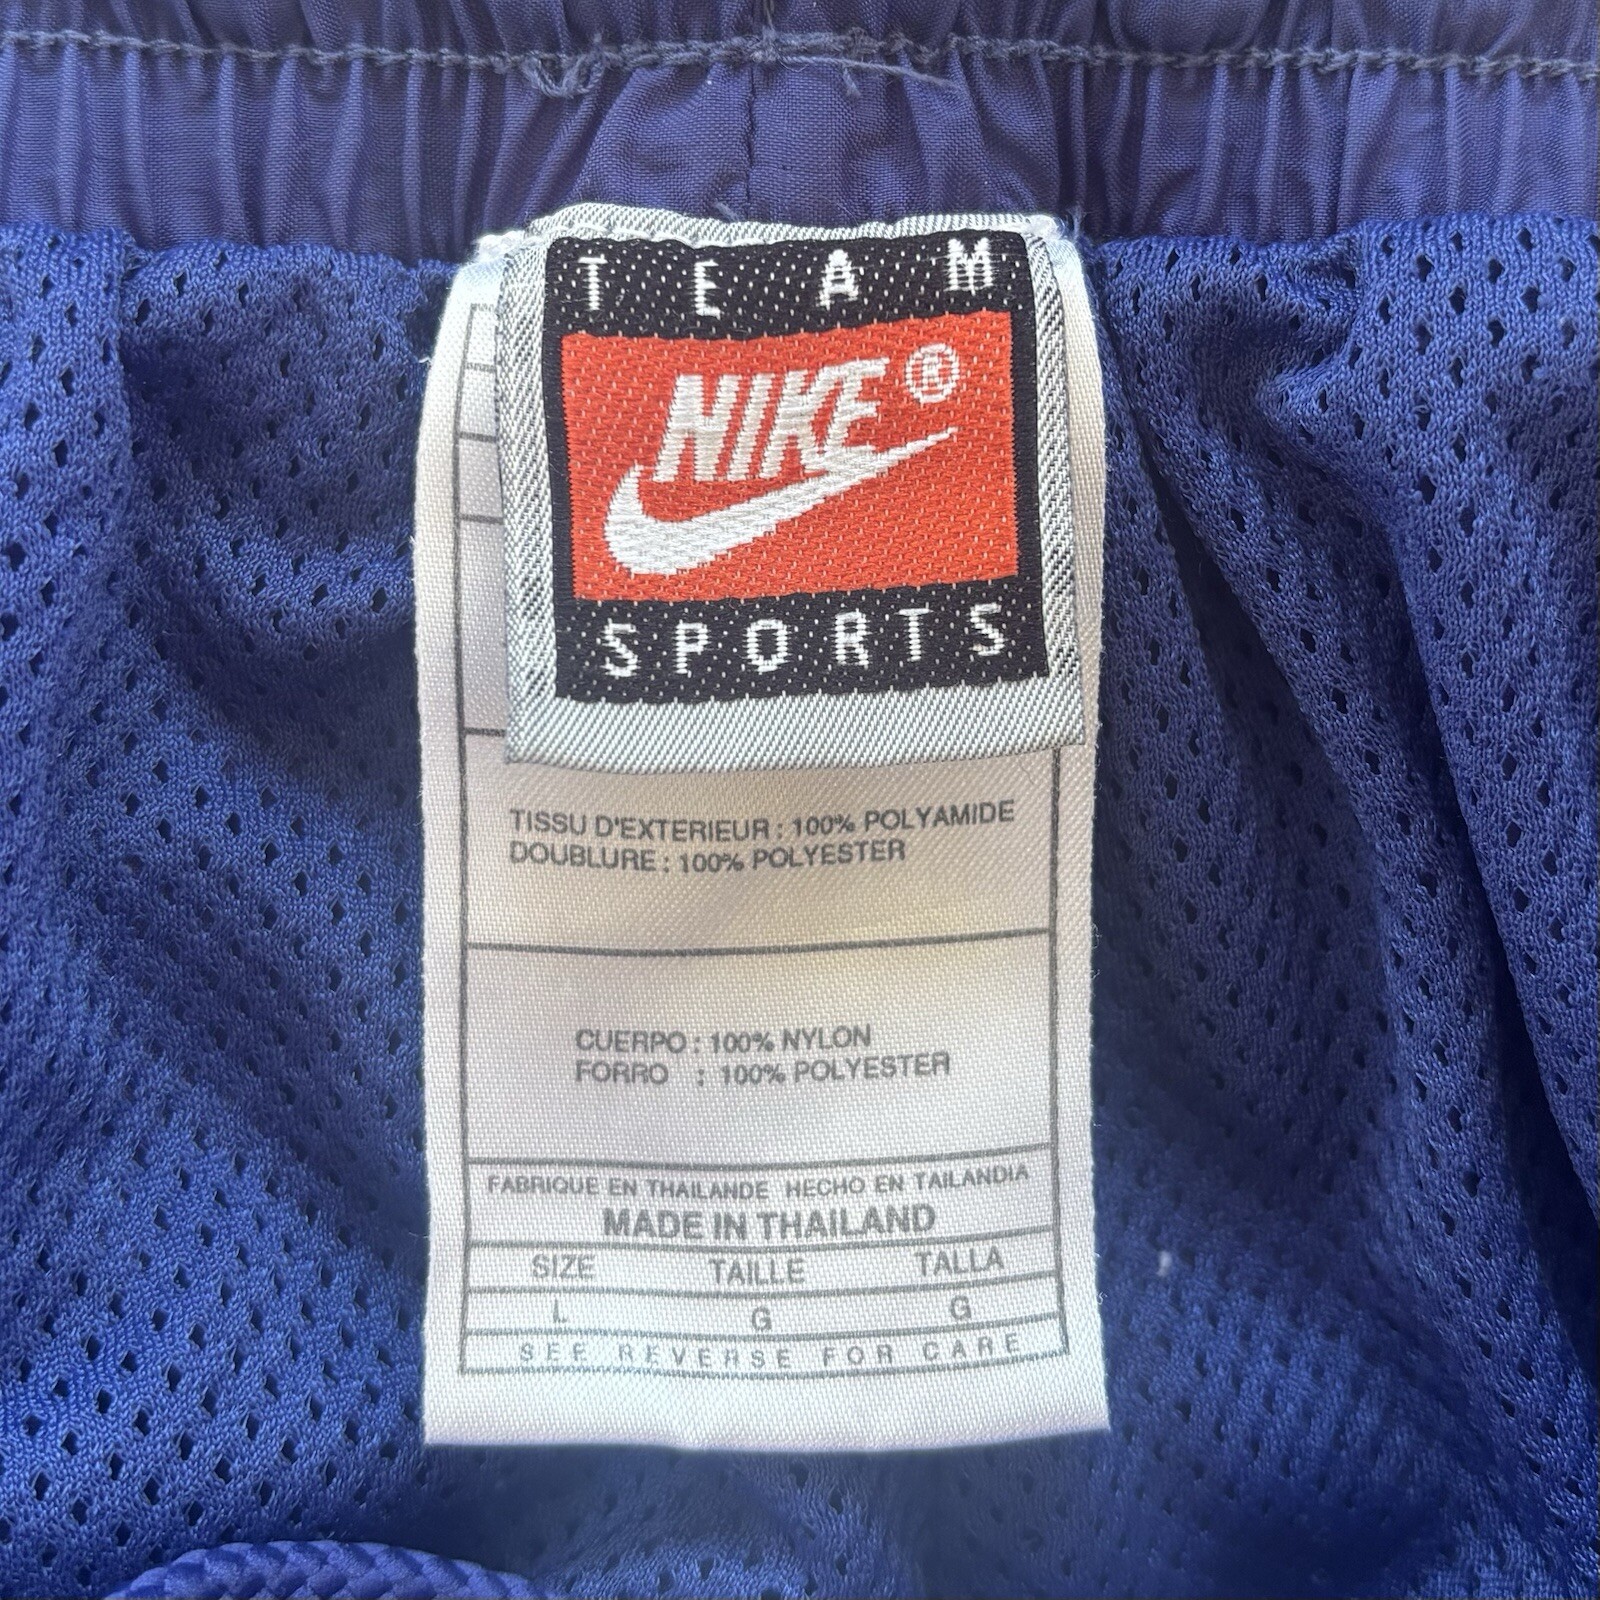 TEAM
NIKE®
SPORTS
TISSU D'EXTERIEUR : 100% POLYAMIDE
DOUBLURE : 100% POLYESTER
CUERPO : 100% NYLON
FORRO : 100% POLYESTER
FABRIQUE EN THAILANDE HECHO EN TAILANDIA
MADE IN THAILAND
SIZE TAILLE TALLA
L G G
SEE REVERSE FOR CARE